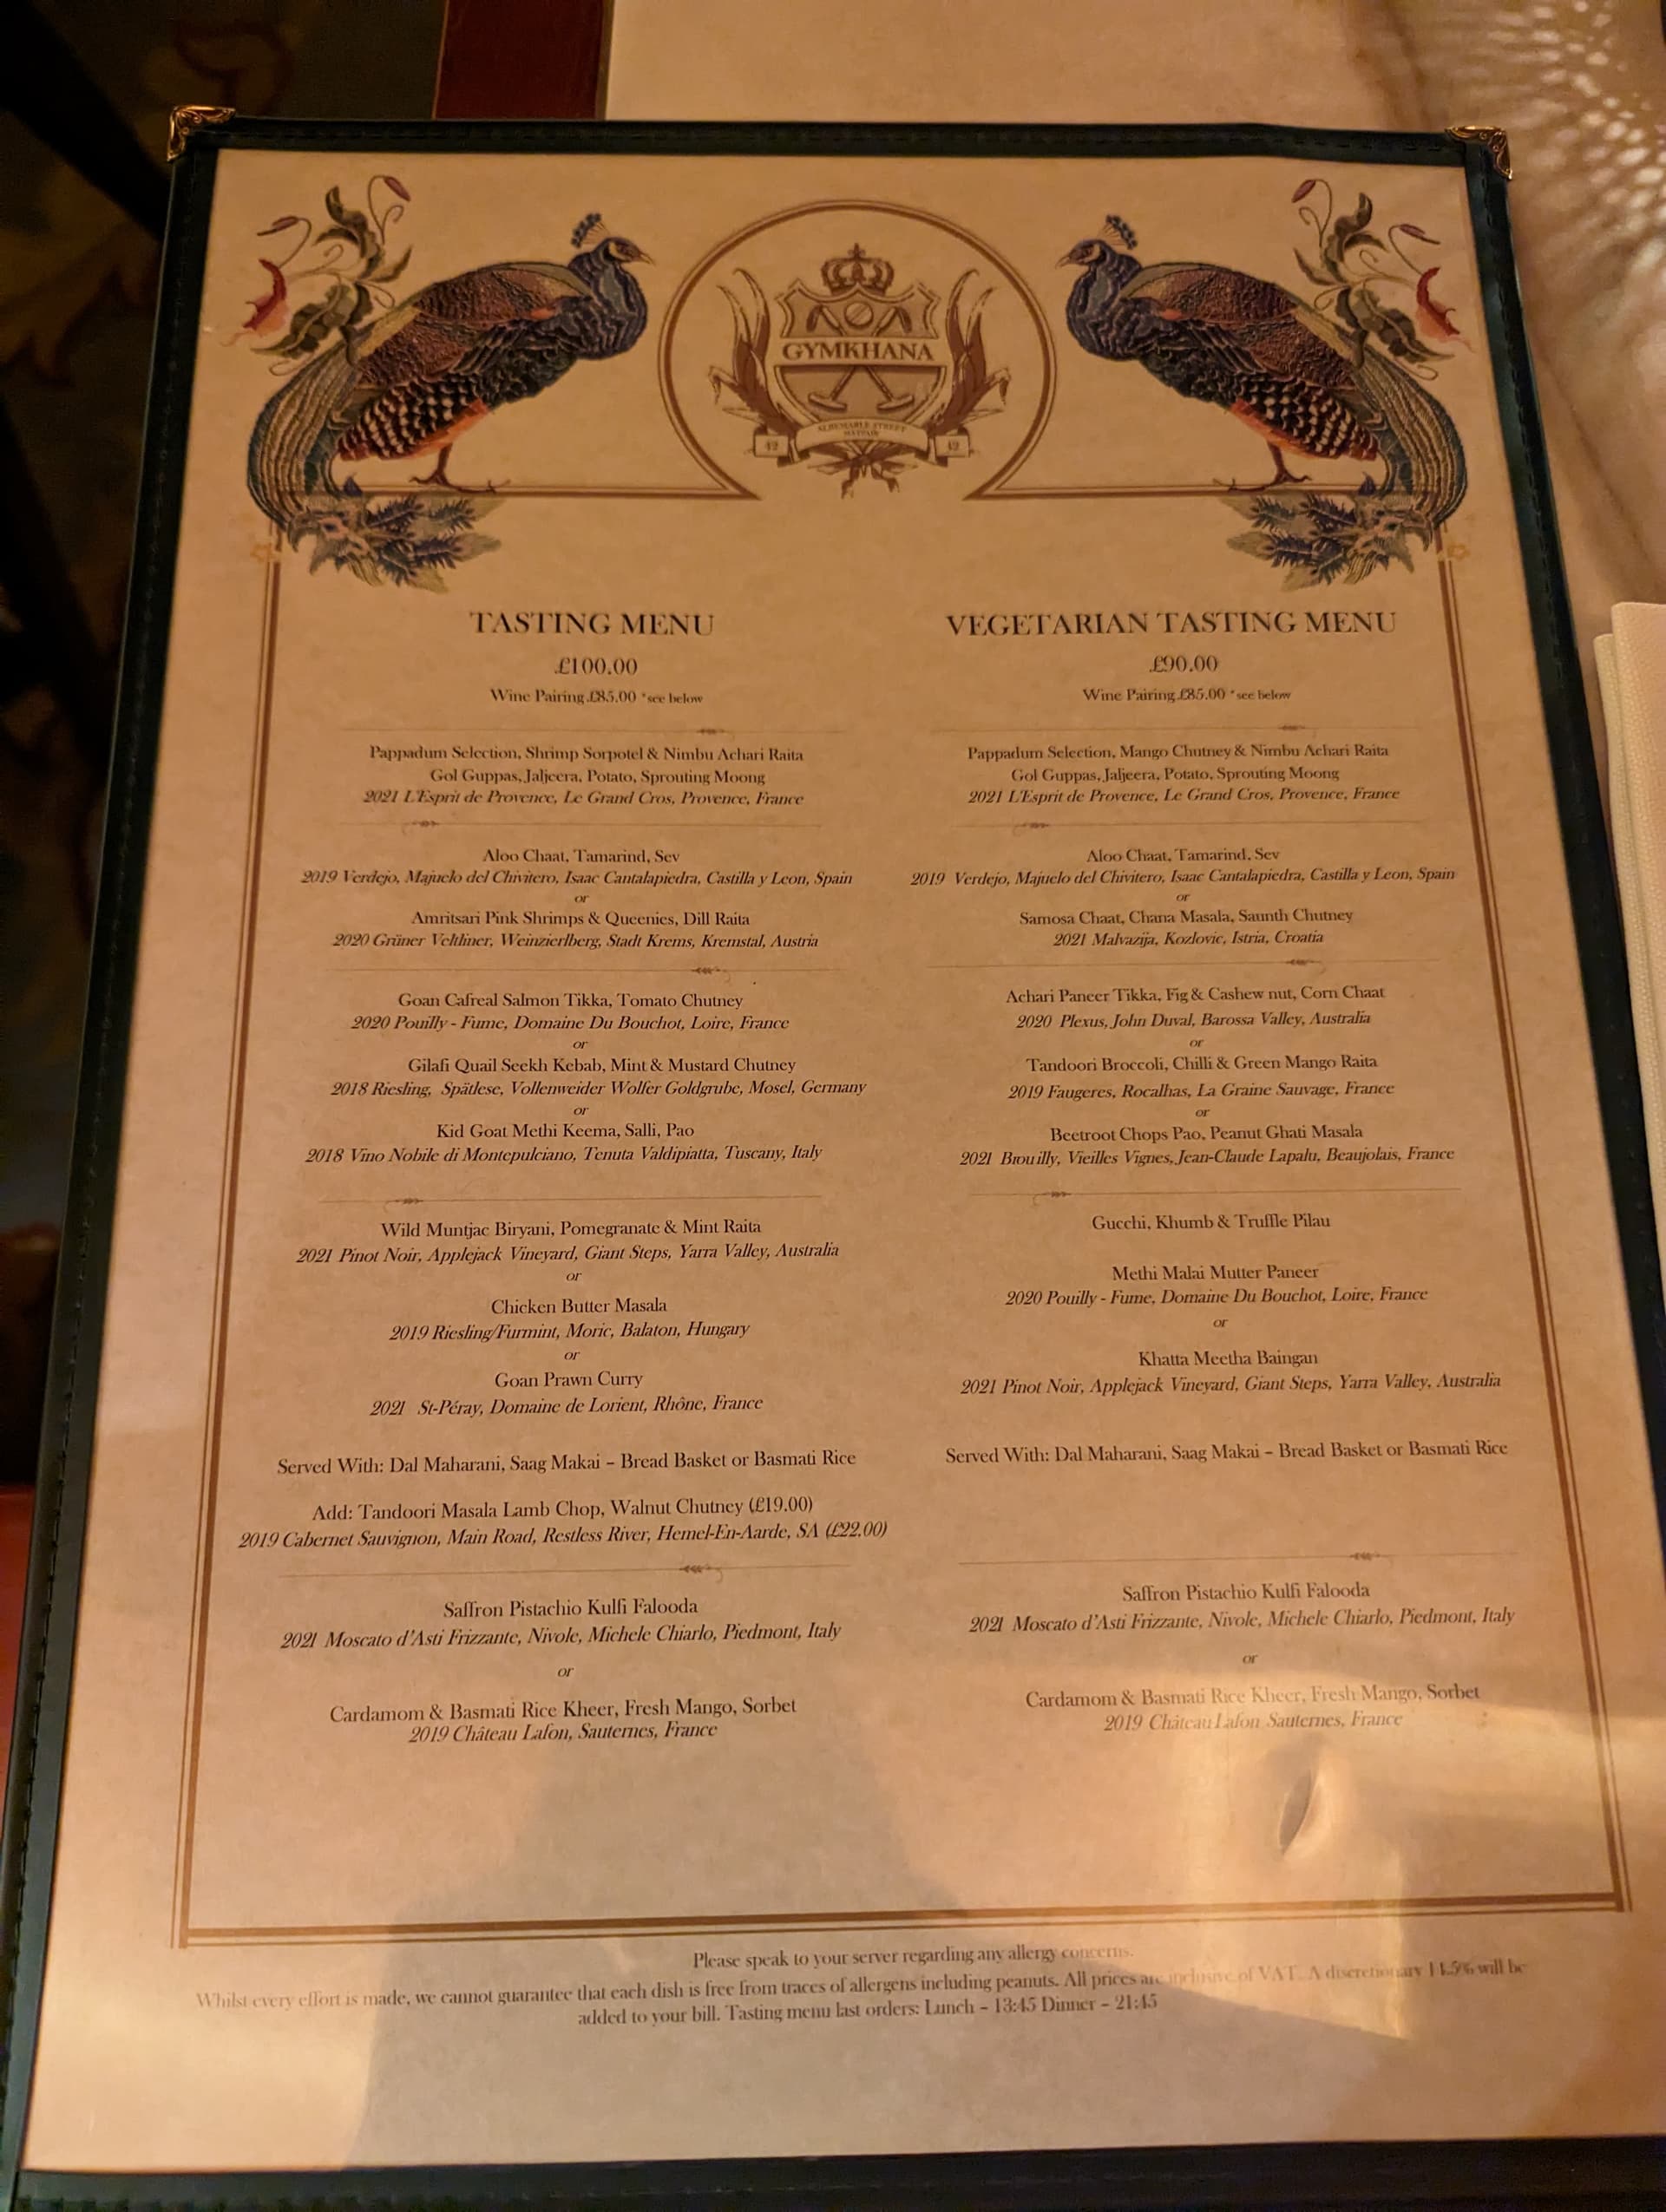 GYMKHANA
ALBEMARLE STREET
MAYFAIR
42
42
TASTING MENU
£100.00
Wine Pairing £85.00 *see below
Pappadum Selection, Shrimp Sorpotel & Nimbu Achari Raita
Gol Guppas, Jaljeera, Potato, Sprouting Moong
2021 L'Esprit de Provence, Le Grand Cros, Provence, France
Aloo Chaat, Tamarind, Sev
2019 Verdejo, Majuelo del Chivitero, Isaac Cantalapiedra, Castilla y Leon, Spain
or
Amritsari Pink Shrimps & Queenies, Dill Raita
2020 Grüner Veltliner, Weinzierlberg, Stadt Krems, Kremstal, Austria
Goan Cafreal Salmon Tikka, Tomato Chutney
2020 Pouilly - Fume, Domaine Du Bouchot, Loire, France
or
Gilafi Quail Seekh Kebab, Mint & Mustard Chutney
2018 Riesling, Spätlese, Vollenweider Wolfer Goldgrube, Mosel, Germany
or
Kid Goat Methi Keema, Salli, Pao
2018 Vino Nobile di Montepulciano, Tenuta Valdipiatta, Tuscany, Italy
Wild Muntjac Biryani, Pomegranate & Mint Raita
2021 Pinot Noir, Applejack Vineyard, Giant Steps, Yarra Valley, Australia
or
Chicken Butter Masala
2019 Riesling/Furmint, Moric, Balaton, Hungary
or
Goan Prawn Curry
2021 St-Péray, Domaine de Lorient, Rhône, France
Served With: Dal Maharani, Saag Makai – Bread Basket or Basmati Rice
Add: Tandoori Masala Lamb Chop, Walnut Chutney (£19.00)
2019 Cabernet Sauvignon, Main Road, Restless River, Hemel-En-Aarde, SA (£22.00)
Saffron Pistachio Kulfi Falooda
2021 Moscato d'Asti Frizzante, Nivole, Michele Chiarlo, Piedmont, Italy
or
Cardamom & Basmati Rice Kheer, Fresh Mango, Sorbet
2019 Château Lafon, Sauternes, France
VEGETARIAN TASTING MENU
£90.00
Wine Pairing £85.00 *see below
Pappadum Selection, Mango Chutney & Nimbu Achari Raita
Gol Guppas, Jaljeera, Potato, Sprouting Moong
2021 L'Esprit de Provence, Le Grand Cros, Provence, France
Aloo Chaat, Tamarind, Sev
2019 Verdejo, Majuelo del Chivitero, Isaac Cantalapiedra, Castilla y Leon, Spain
or
Samosa Chaat, Chana Masala, Saunth Chutney
2021 Malvazija, Kozlovic, Istria, Croatia
Achari Paneer Tikka, Fig & Cashew nut, Corn Chaat
2020 Plexus, John Duval, Barossa Valley, Australia
or
Tandoori Broccoli, Chilli & Green Mango Raita
2019 Faugeres, Rocalhas, La Graine Sauvage, France
or
Beetroot Chops Pao, Peanut Ghati Masala
2021 Brouilly, Vieilles Vignes, Jean-Claude Lapalu, Beaujolais, France
Gucchi, Khumb & Truffle Pilau
Methi Malai Mutter Paneer
2020 Pouilly - Fume, Domaine Du Bouchot, Loire, France
or
Khatta Meetha Baingan
2021 Pinot Noir, Applejack Vineyard, Giant Steps, Yarra Valley, Australia
Served With: Dal Maharani, Saag Makai – Bread Basket or Basmati Rice
Saffron Pistachio Kulfi Falooda
2021 Moscato d'Asti Frizzante, Nivole, Michele Chiarlo, Piedmont, Italy
or
Cardamom & Basmati Rice Kheer, Fresh Mango, Sorbet
2019 Château Lafon Sauternes, France
Please speak to your server regarding any allergy concerns.
Whilst every effort is made, we cannot guarantee that each dish is free from traces of allergens including peanuts. All prices are inclusive of VAT. A discretionary 14.5% will be
added to your bill. Tasting menu last orders: Lunch – 13:45 Dinner – 21:45